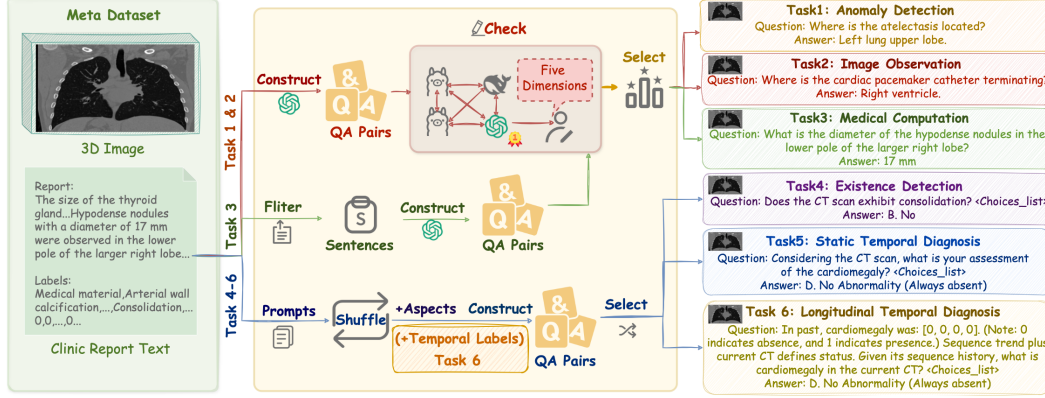 Meta Dataset
3D Image
Report:
The size of the thyroid
gland...Hypodense nodules
with a diameter of 17 mm
were observed in the lower
pole of the larger right lobe...
Labels:
Medical material,Arterial wall
calcification,...,Consolidation,...
0,0,...,0...
Clinic Report Text
Task 1 & 2
Task 3
Task 4-6
Check
Construct
&
Q A
QA Pairs
Five
Dimensions
1
Select
Fliter
S
Sentences
Construct
&
Q A
QA Pairs
Prompts
Shuffle
+Aspects
(+Temporal Labels)
Task 6
Construct
&
Q A
QA Pairs
Select
Task1: Anomaly Detection
Question: Where is the atelectasis located?
Answer: Left lung upper lobe.
Task2: Image Observation
Question: Where is the cardiac pacemaker catheter terminating?
Answer: Right ventricle.
Task3: Medical Computation
Question: What is the diameter of the hypodense nodules in the
lower pole of the larger right lobe?
Answer: 17 mm
Task4: Existence Detection
Question: Does the CT scan exhibit consolidation? <Choices_list>
Answer: B. No
Task5: Static Temporal Diagnosis
Question: Considering the CT scan, what is your assessment
of the cardiomegaly? <Choices_list>
Answer: D. No Abnormality (Always absent)
Task 6: Longitudinal Temporal Diagnosis
Question: In past, cardiomegaly was: [0, 0, 0, 0]. (Note: 0
indicates absence, and 1 indicates presence.) Sequence trend plus
current CT defines status. Given its sequence history, what is
cardiomegaly in the current CT? <Choices_list>
Answer: D. No Abnormality (Always absent)